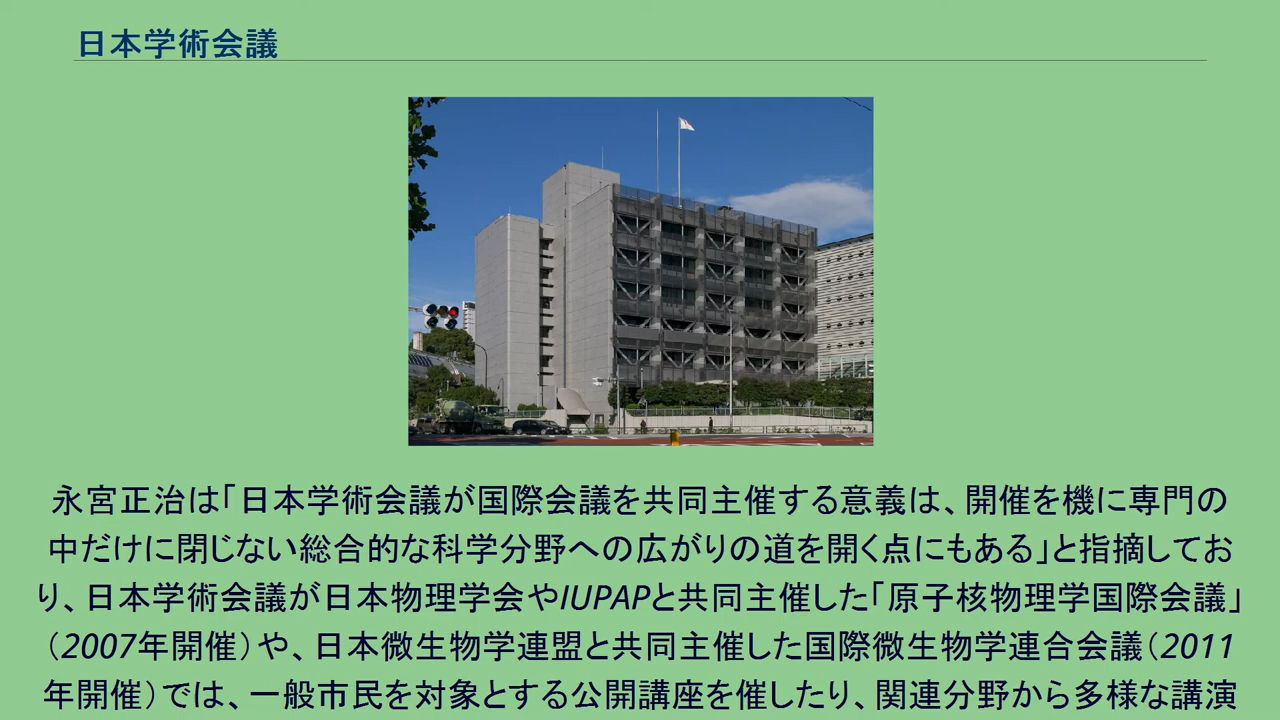 日本学術会議
永宮正治は「日本学術会議が国際会議を共同主催する意義は、開催を機に専門の
中だけに閉じない総合的な科学分野への広がりの道を開く点にもある」と指摘してお
り、日本学術会議が日本物理学会やIUPAPと共同主催した「原子核物理学国際会議」
（2007年開催）や、日本微生物学連盟と共同主催した国際微生物学連合会議（2011
年開催）では、一般市民を対象とする公開講座を催したり、関連分野から多様な講演